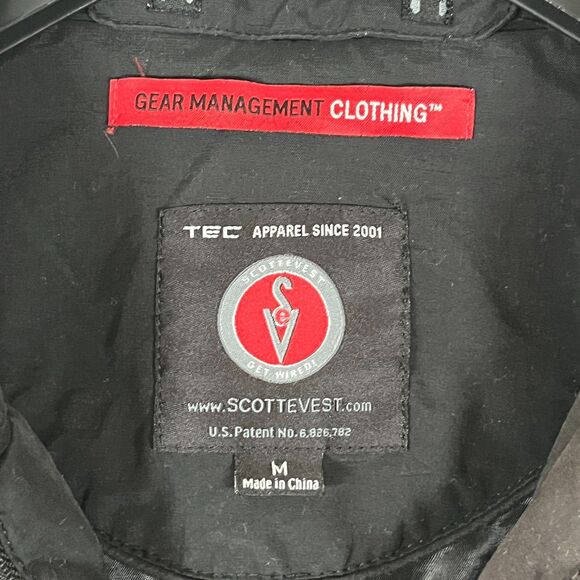 GEAR MANAGEMENT CLOTHING™
TEC APPAREL SINCE 2001
SCOTTEVEST
SeV
GET WIRED!
www.SCOTTEVEST.com
U.S. Patent No. 6,826,782
M
Made in China